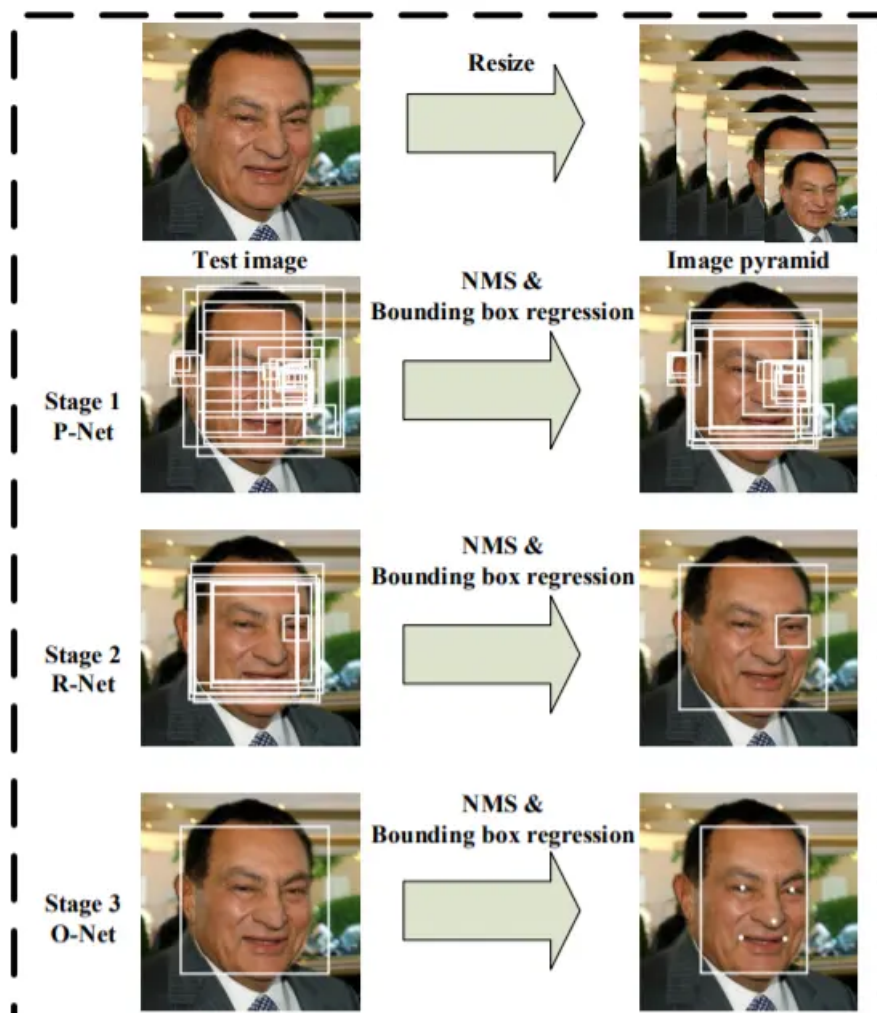 Resize
Test image
Image pyramid
NMS &
Bounding box regression
Stage 1
P-Net
NMS &
Bounding box regression
Stage 2
R-Net
NMS &
Bounding box regression
Stage 3
O-Net